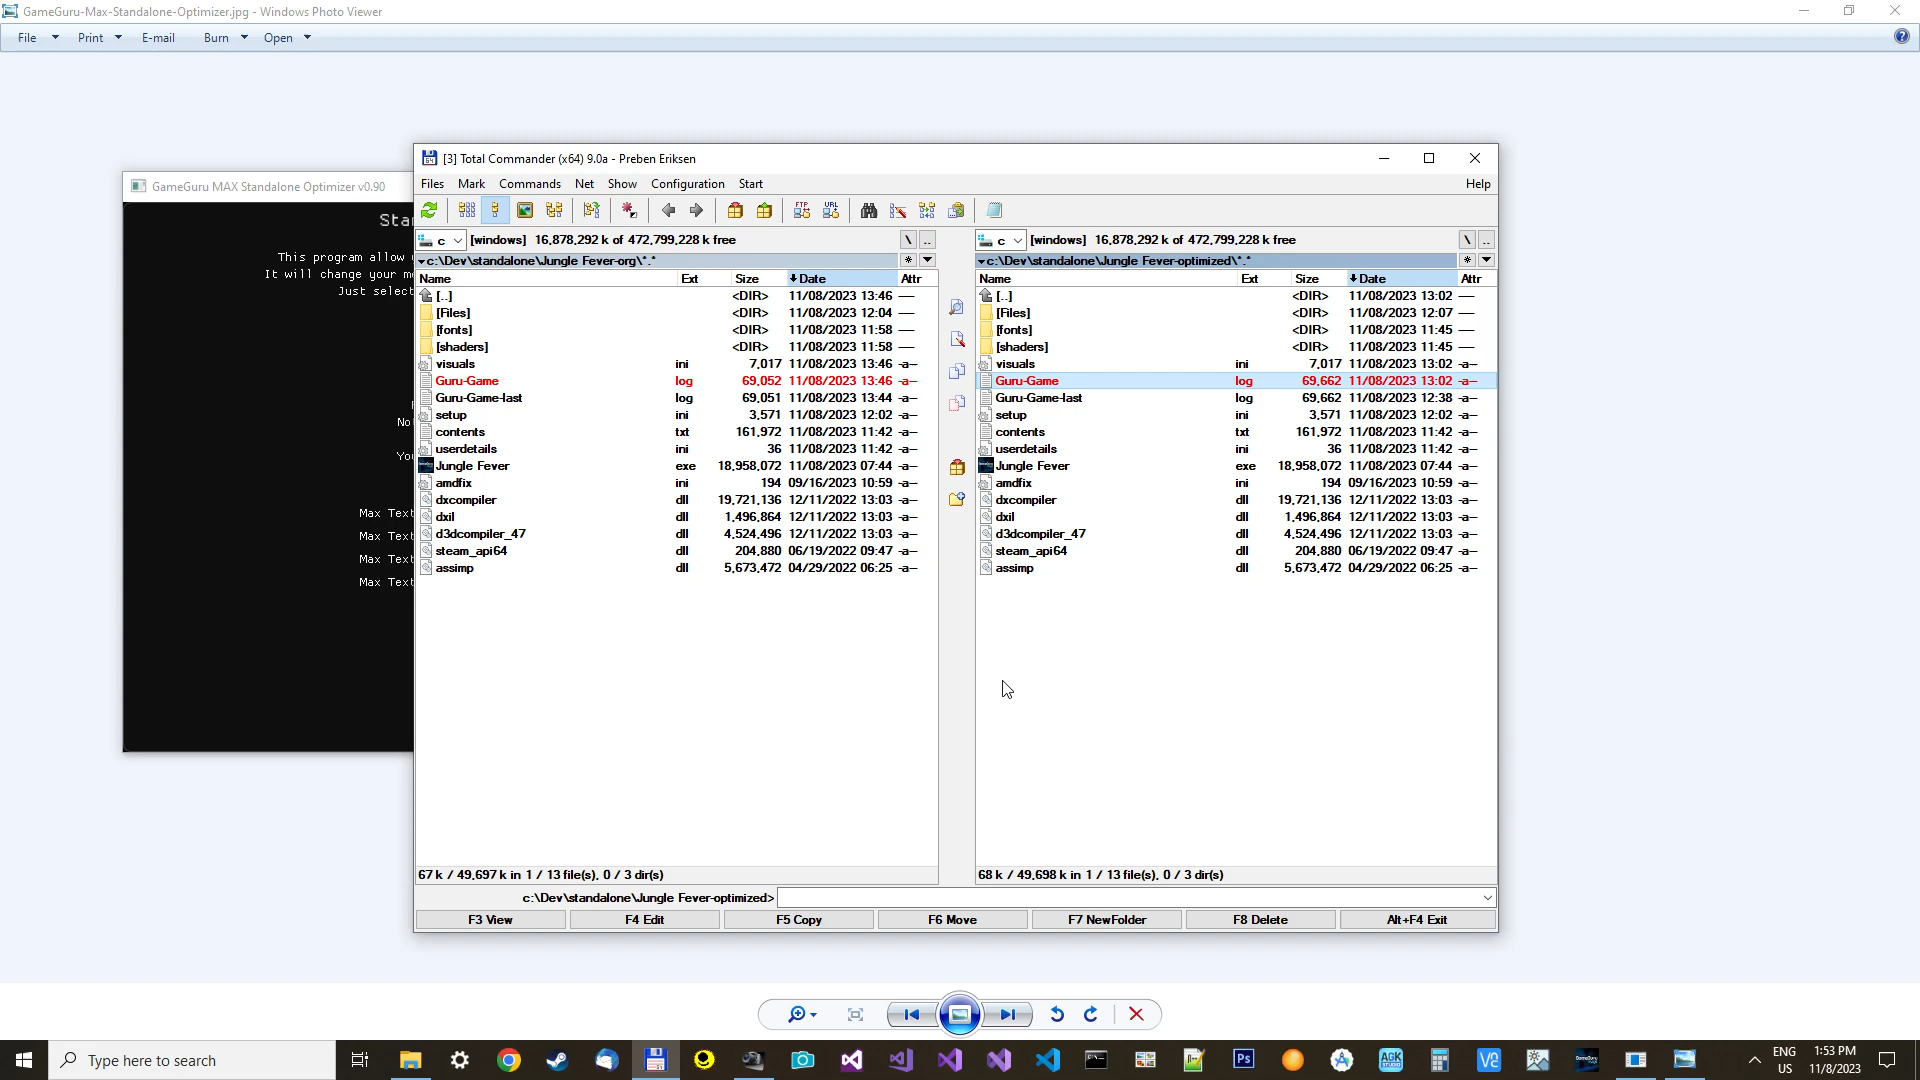 GameGuru-Max-Standalone-Optimizer.jpg - Windows Photo Viewer
File Print E-mail Burn Open
[3] Total Commander (x64) 9.0a - Preben Eriksen
Files Mark Commands Net Show Configuration Start Help
GameGuru MAX Standalone Optimizer v0.90
This program allow
It will change your
Just selec
No
Max Text
Max Text
Max Text
Max Text
FTP URL
c [windows] 16,878,292 k of 472,799,228 k free \ ..
c:\Dev\standalone\Jungle Fever-org\*.* *
Name Ext Size Date Attr
[..] <DIR> 11/08/2023 13:46 ----
[Files] <DIR> 11/08/2023 12:04 ----
[fonts] <DIR> 11/08/2023 11:58 ----
[shaders] <DIR> 11/08/2023 11:58 ----
visuals ini 7,017 11/08/2023 13:46 -a--
Guru-Game log 69,052 11/08/2023 13:46 -a--
Guru-Game-last log 69,051 11/08/2023 13:44 -a--
setup ini 3,571 11/08/2023 12:02 -a--
contents txt 161,972 11/08/2023 11:42 -a--
userdetails ini 36 11/08/2023 11:42 -a--
Jungle Fever exe 18,958,072 11/08/2023 07:44 -a--
amdfix ini 194 09/16/2023 10:59 -a--
dxcompiler dll 19,721,136 12/11/2022 13:03 -a--
dxil dll 1,496,864 12/11/2022 13:03 -a--
d3dcompiler_47 dll 4,524,496 12/11/2022 13:03 -a--
steam_api64 dll 204,880 06/19/2022 09:47 -a--
assimp dll 5,673,472 04/29/2022 06:25 -a--
67 k / 49,697 k in 1 / 13 file(s), 0 / 3 dir(s)
c [windows] 16,878,292 k of 472,799,228 k free \ ..
c:\Dev\standalone\Jungle Fever-optimized\*.* *
Name Ext Size Date Attr
[..] <DIR> 11/08/2023 13:02 ----
[Files] <DIR> 11/08/2023 12:07 ----
[fonts] <DIR> 11/08/2023 11:45 ----
[shaders] <DIR> 11/08/2023 11:45 ----
visuals ini 7,017 11/08/2023 13:02 -a--
Guru-Game log 69,662 11/08/2023 13:02 -a--
Guru-Game-last log 69,662 11/08/2023 12:38 -a--
setup ini 3,571 11/08/2023 12:02 -a--
contents txt 161,972 11/08/2023 11:42 -a--
userdetails ini 36 11/08/2023 11:42 -a--
Jungle Fever exe 18,958,072 11/08/2023 07:44 -a--
amdfix ini 194 09/16/2023 10:59 -a--
dxcompiler dll 19,721,136 12/11/2022 13:03 -a--
dxil dll 1,496,864 12/11/2022 13:03 -a--
d3dcompiler_47 dll 4,524,496 12/11/2022 13:03 -a--
steam_api64 dll 204,880 06/19/2022 09:47 -a--
assimp dll 5,673,472 04/29/2022 06:25 -a--
68 k / 49,698 k in 1 / 13 file(s), 0 / 3 dir(s)
c:\Dev\standalone\Jungle Fever-optimized>
F3 View F4 Edit F5 Copy F6 Move F7 NewFolder F8 Delete Alt+F4 Exit
Type here to search
Ps
AGK STUDIO
ENG
US
1:53 PM
11/8/2023